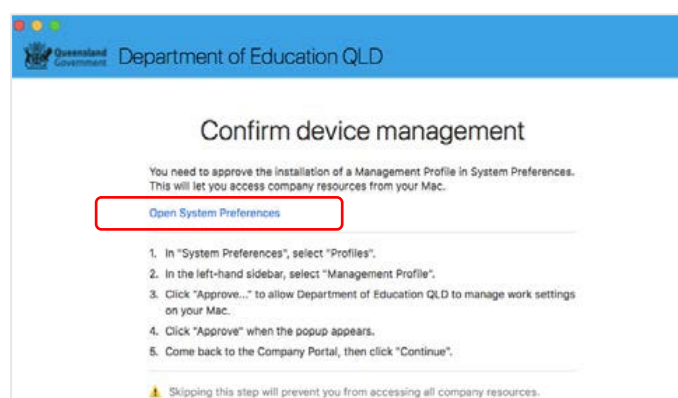 Queensland
Government
Department of Education QLD
Confirm device management
You need to approve the installation of a Management Profile in System Preferences.
This will let you access company resources from your Mac.
Open System Preferences
1. In "System Preferences", select "Profiles".
2. In the left-hand sidebar, select "Management Profile".
3. Click "Approve..." to allow Department of Education QLD to manage work settings
on your Mac.
4. Click "Approve" when the popup appears.
5. Come back to the Company Portal, then click "Continue".
Skipping this step will prevent you from accessing all company resources.